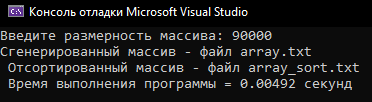 Консоль отладки Microsoft Visual Studio
Введите размерность массива: 90000
Сгенерированный массив - файл array.txt
Отсортированный массив - файл array_sort.txt
Время выполнения программы = 0.00492 секунд